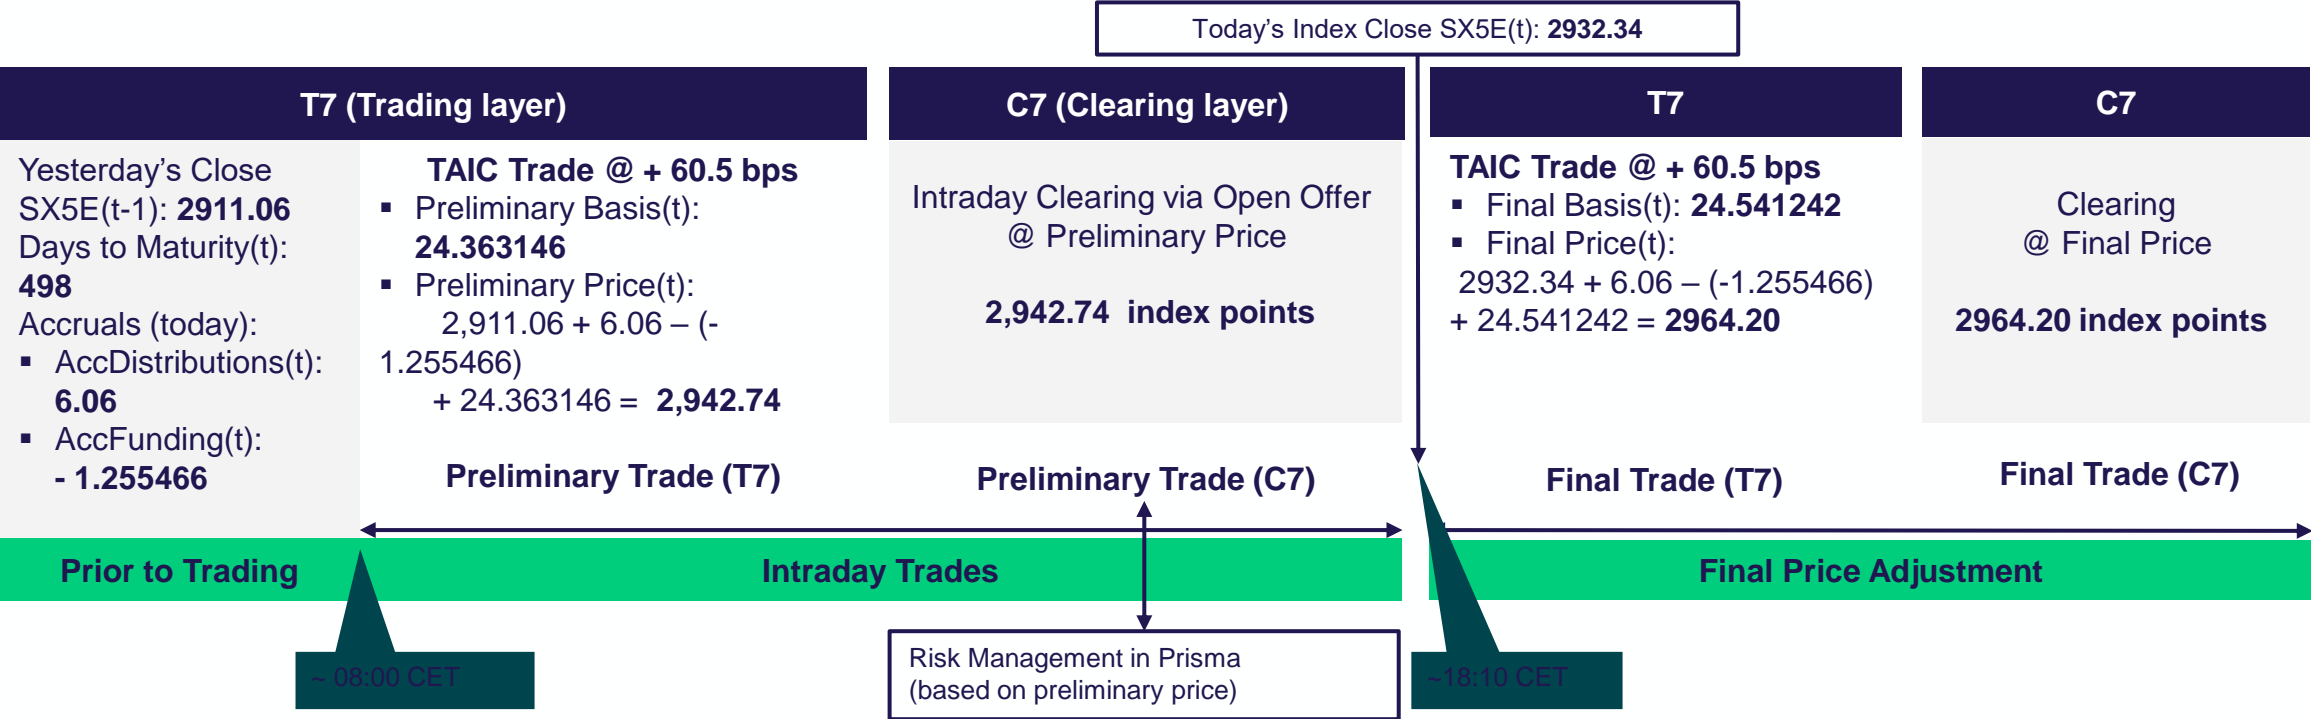 Today's Index Close SX5E(t): 2932.34
T7 (Trading layer)
C7 (Clearing layer)
T7
C7
Yesterday's Close
SX5E(t-1): 2911.06
Days to Maturity(t):
498
Accruals (today):
▪ AccDistributions(t):
6.06
▪ AccFunding(t):
- 1.255466
TAIC Trade @ + 60.5 bps
▪ Preliminary Basis(t):
24.363146
▪ Preliminary Price(t):
2,911.06 + 6.06 – (-
1.255466)
+ 24.363146 = 2,942.74
Preliminary Trade (T7)
Intraday Clearing via Open Offer
@ Preliminary Price
2,942.74 index points
Preliminary Trade (C7)
TAIC Trade @ + 60.5 bps
▪ Final Basis(t): 24.541242
▪ Final Price(t):
2932.34 + 6.06 – (-1.255466)
+ 24.541242 = 2964.20
Final Trade (T7)
Clearing
@ Final Price
2964.20 index points
Final Trade (C7)
Prior to Trading
Intraday Trades
Final Price Adjustment
~ 08:00 CET
Risk Management in Prisma
(based on preliminary price)
~18:10 CET